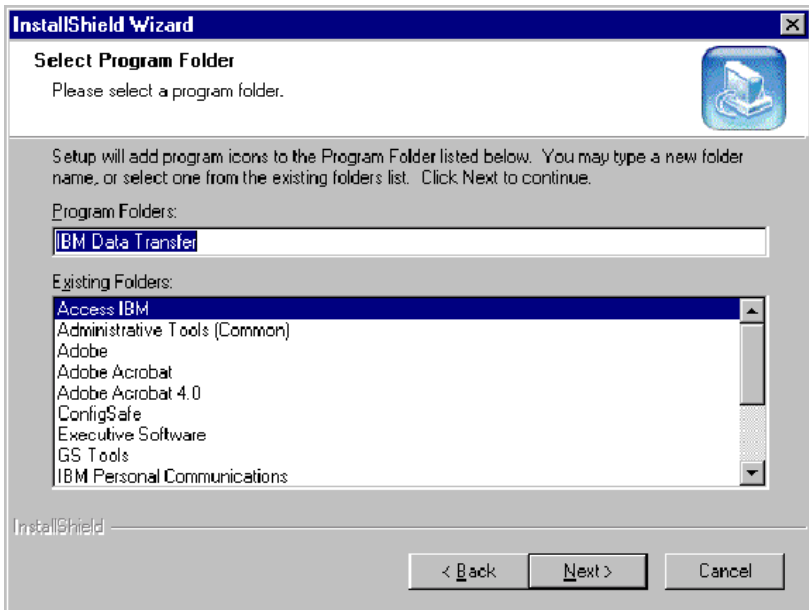 InstallShield Wizard
Select Program Folder
Please select a program folder.
Setup will add program icons to the Program Folder listed below. You may type a new folder
name, or select one from the existing folders list. Click Next to continue.
Program Folders:
IBM Data Transfer
Existing Folders:
Access IBM
Administrative Tools (Common)
Adobe
Adobe Acrobat
Adobe Acrobat 4.0
ConfigSafe
Executive Software
GS Tools
IBM Personal Communications
InstallShield
< Back
Next >
Cancel